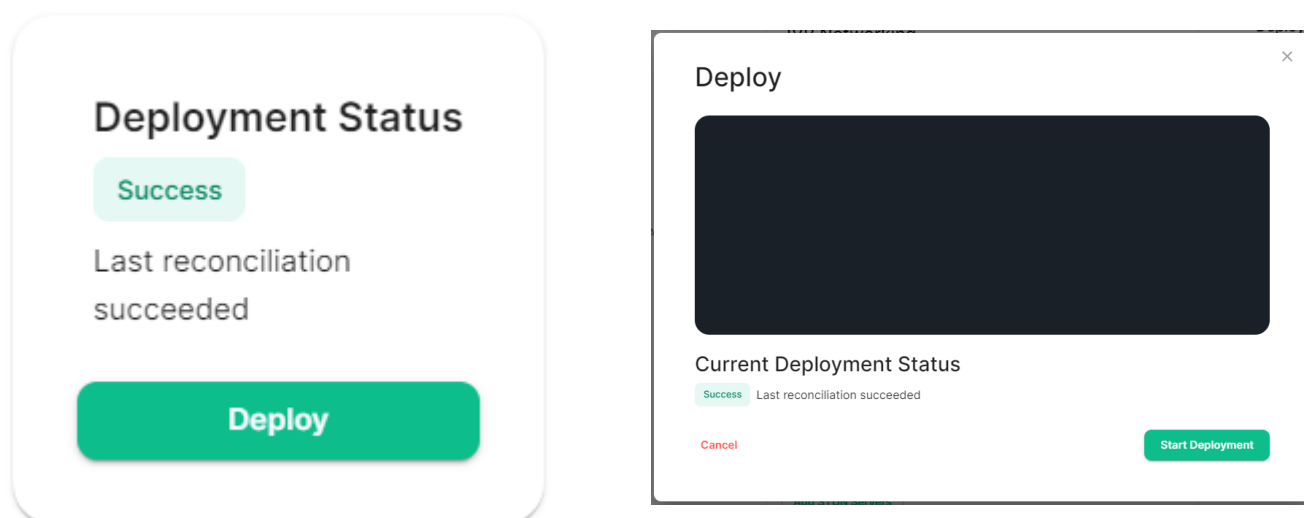 Deployment Status
Success
Last reconciliation
succeeded
Deploy
Deploy
Current Deployment Status
Success Last reconciliation succeeded
Cancel Start Deployment